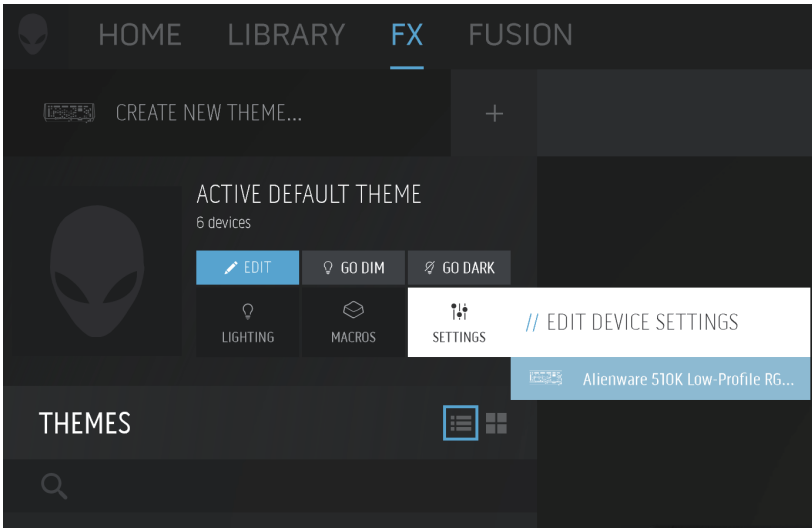 HOME LIBRARY FX FUSION
CREATE NEW THEME... +
ACTIVE DEFAULT THEME
6 devices
EDIT GO DIM GO DARK
LIGHTING MACROS SETTINGS // EDIT DEVICE SETTINGS
Alienware 510K Low-Profile RG...
THEMES